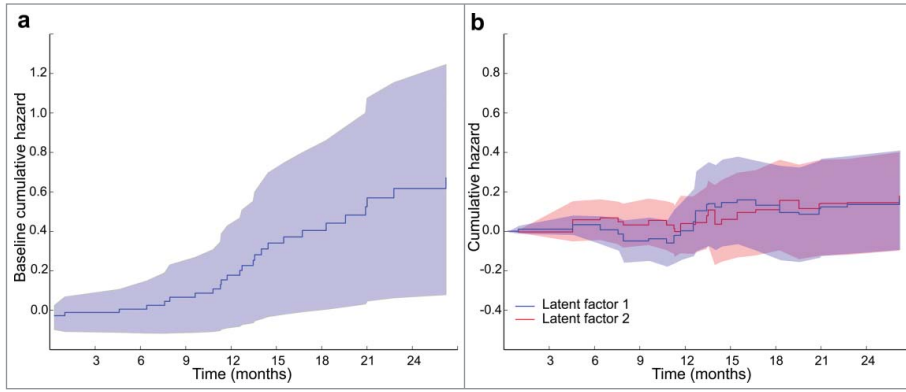 a
Baseline cumulative hazard
1.2
1.0
0.8
0.6
0.4
0.2
0.0
3 6 9 12 15 18 21 24
Time (months)
b
Cumulative hazard
0.8
0.6
0.4
0.2
0.0
-0.2
-0.4
Latent factor 1
Latent factor 2
3 6 9 12 15 18 21 24
Time (months)